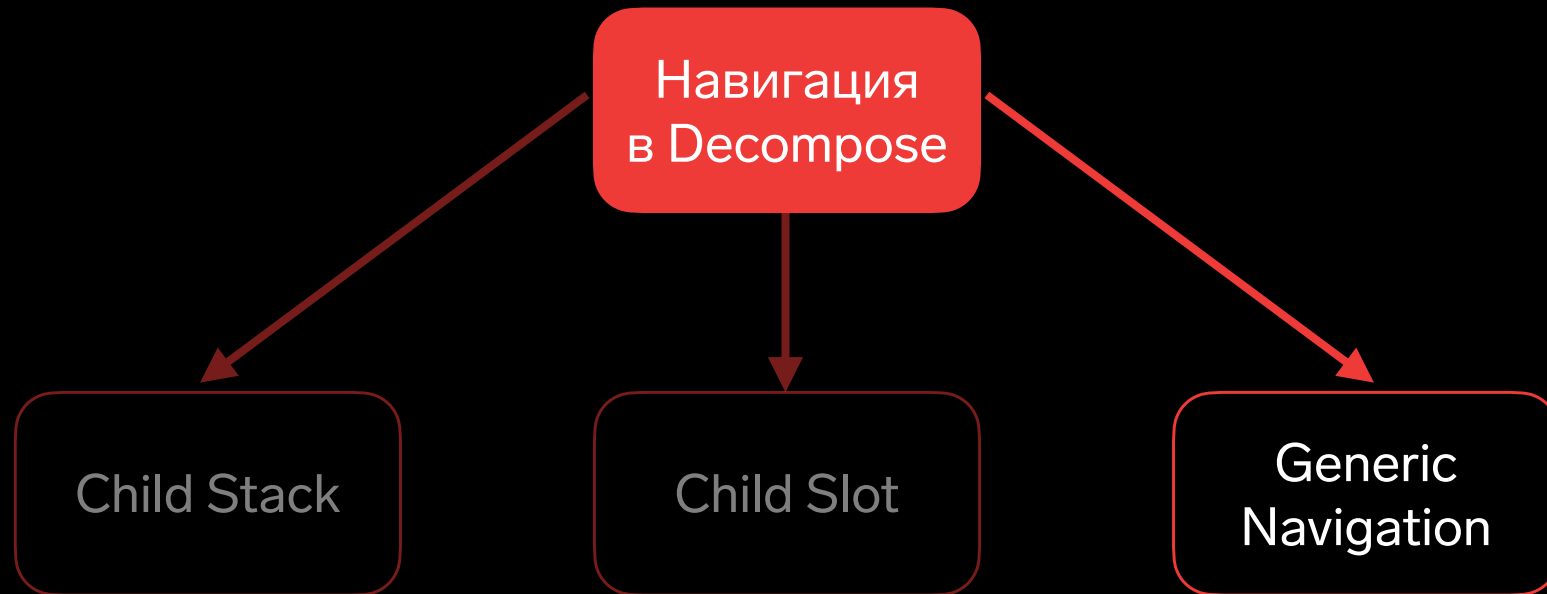 Навигация
в Decompose
Child Stack
Child Slot
Generic
Navigation